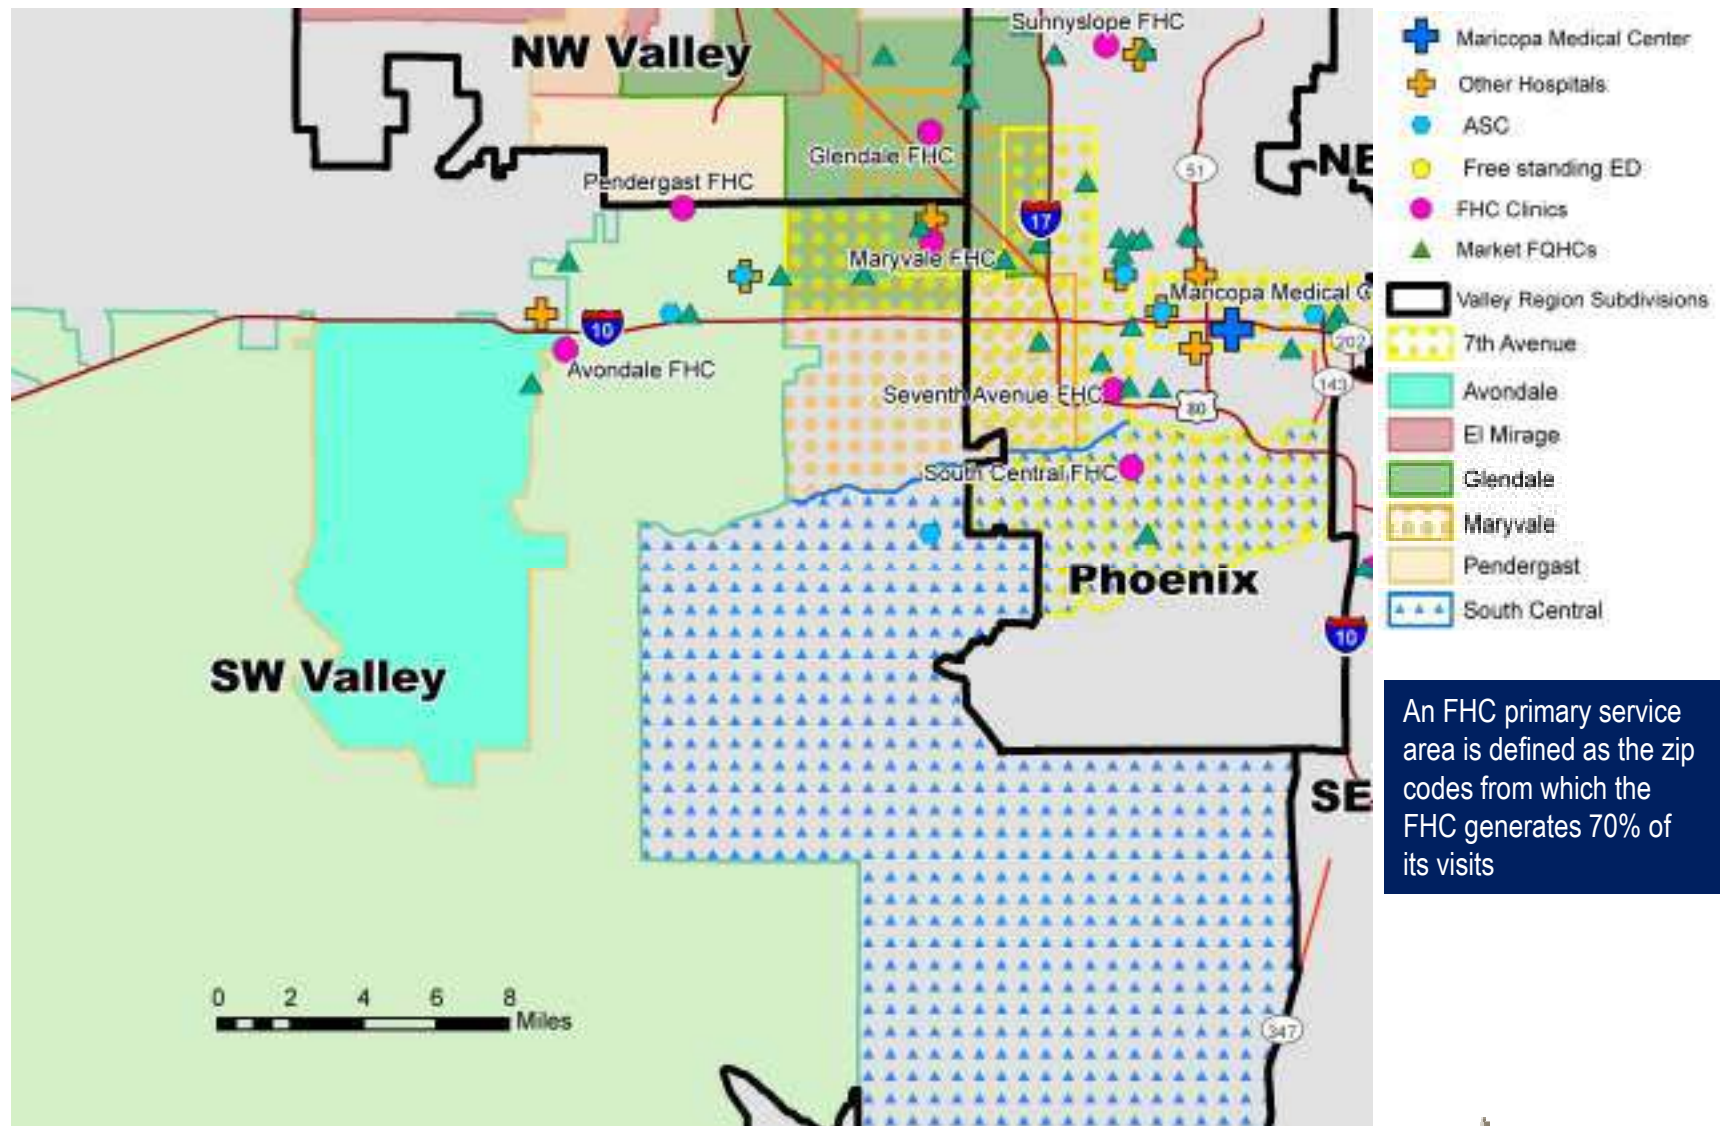 Sunnyslope FHC
NW Valley
51
NE
Glendale FHC
Pendergast FHC
17
Maryvale FHC
Maricopa Medical C
10
202
Avondale FHC
143
Seventh Avenue FHC
80
South Central FHC
Phoenix
10
SW Valley
SE
0 2 4 6 8
Miles
347
Maricopa Medical Center
Other Hospitals
ASC
Free standing ED
FHC Clinics
Market FQHCs
Valley Region Subdivisions
7th Avenue
Avondale
El Mirage
Glendale
Maryvale
Pendergast
South Central
An FHC primary service
area is defined as the zip
codes from which the
FHC generates 70% of
its visits